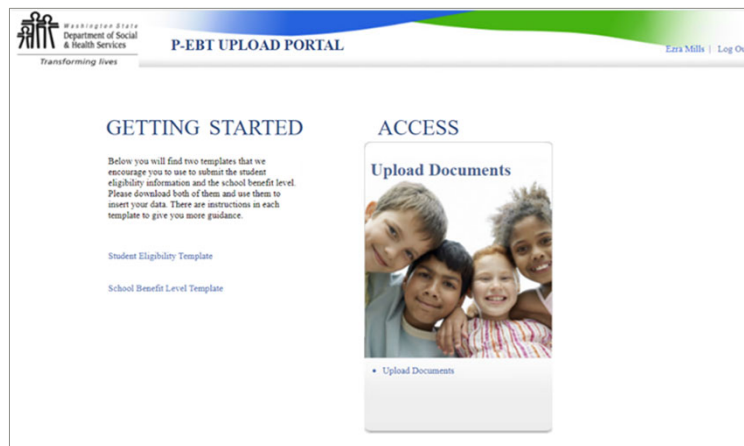 Washington State
Department of Social
& Health Services
Transforming lives
P-EBT UPLOAD PORTAL
Ezra Mills | Log Ou
GETTING STARTED
Below you will find two templates that we
encourage you to use to submit the student
eligibility information and the school benefit level.
Please download both of them and use them to
insert your data. There are instructions in each
template to give you more guidance.
Student Eligibility Template
School Benefit Level Template
ACCESS
Upload Documents
• Upload Documents